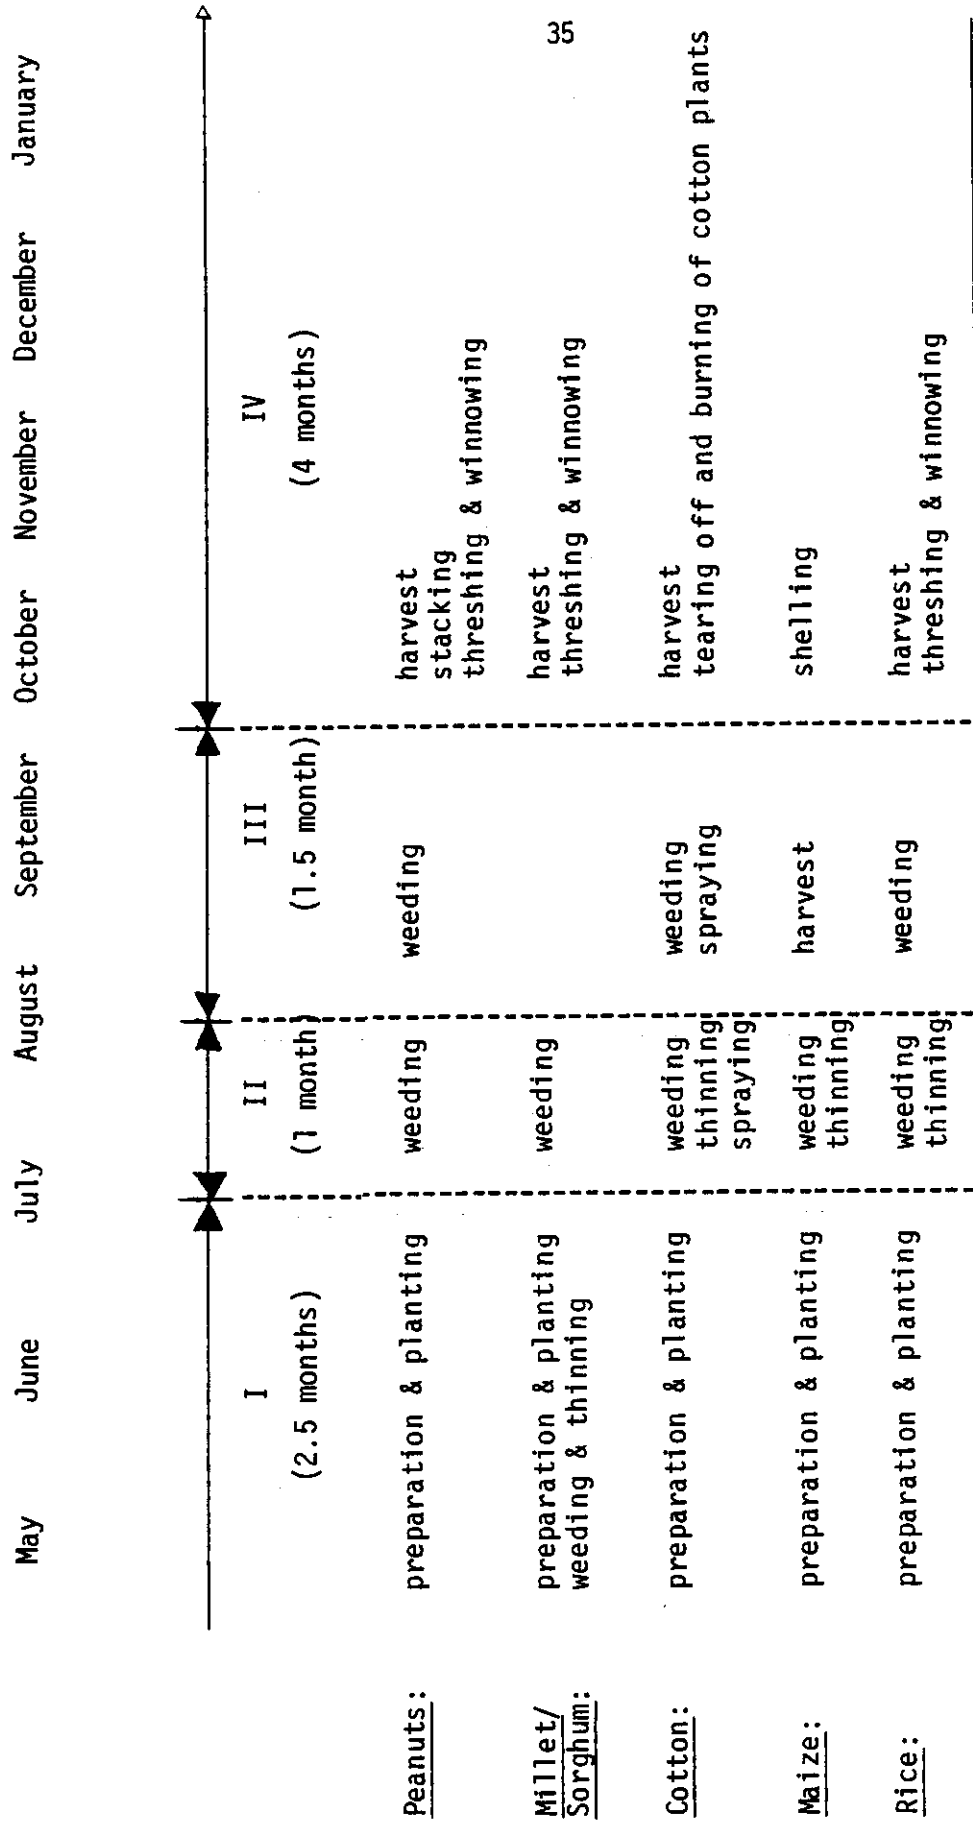 May June July August September October November December January
I II III IV
(2.5 months) (1 month) (1.5 month) (4 months)
Peanuts: preparation & planting weeding weeding harvest
stacking
threshing & winnowing
Millet/ preparation & planting weeding harvest
Sorghum: weeding & thinning threshing & winnowing
Cotton: preparation & planting weeding weeding harvest
thinning spraying tearing off and burning of cotton plants
spraying
Maize: preparation & planting weeding harvest shelling
thinning
Rice: preparation & planting weeding weeding harvest
thinning threshing & winnowing
35